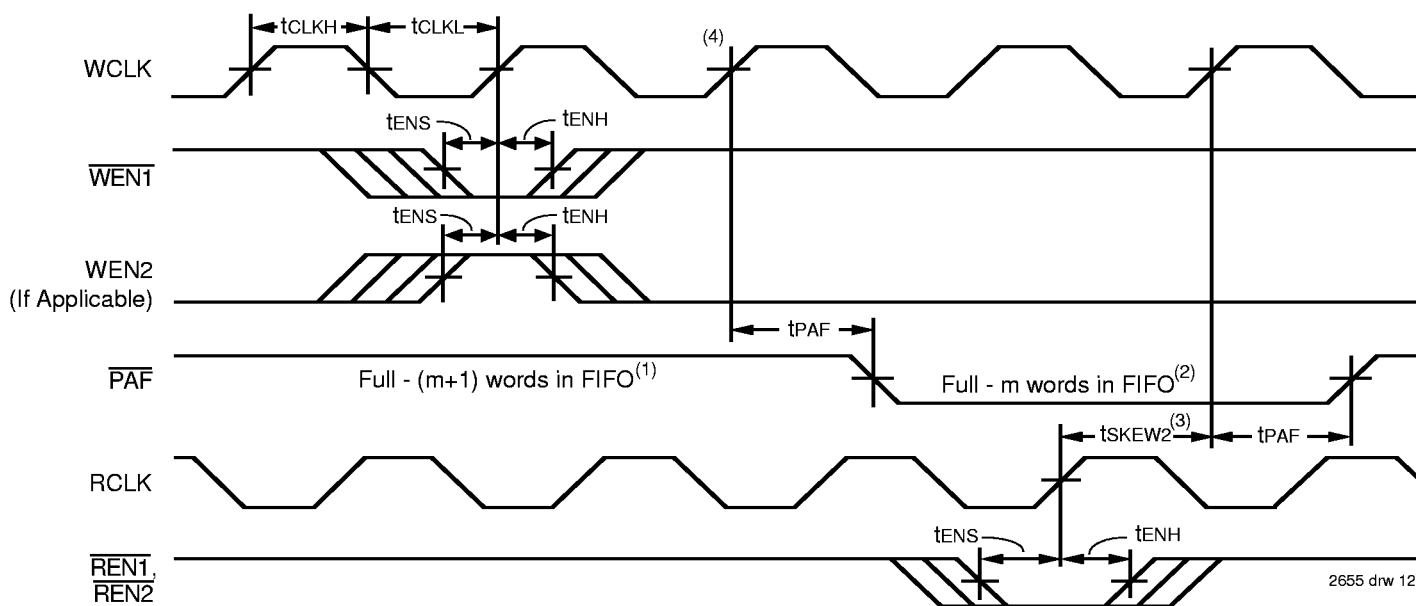 tCLKH
tCLKL
(4)
WCLK
tENS
tENH
WEN1
tENS
tENH
WEN2
(If Applicable)
tPAF
PAF
Full - (m+1) words in FIFO(1)
Full - m words in FIFO(2)
tSKEW2(3)
tPAF
RCLK
tENS
tENH
REN1,
REN2
2655 drw 12